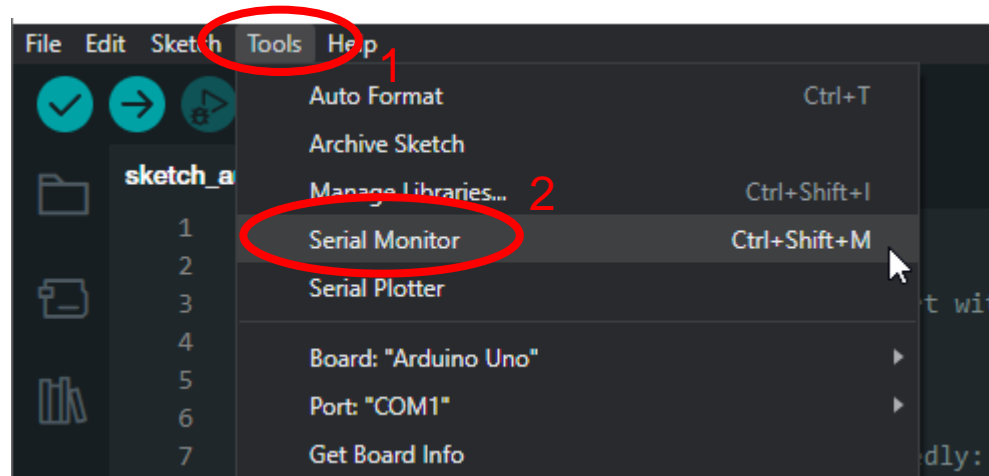 File Edit Sketch Tools Help
1
Auto Format Ctrl+T
Archive Sketch
sketch_a
Manage Libraries... 2 Ctrl+Shift+I
1
Serial Monitor Ctrl+Shift+M
2
Serial Plotter
3 t wi
4
Board: "Arduino Uno"
5
Port: "COM1"
6
7 Get Board Info dly: